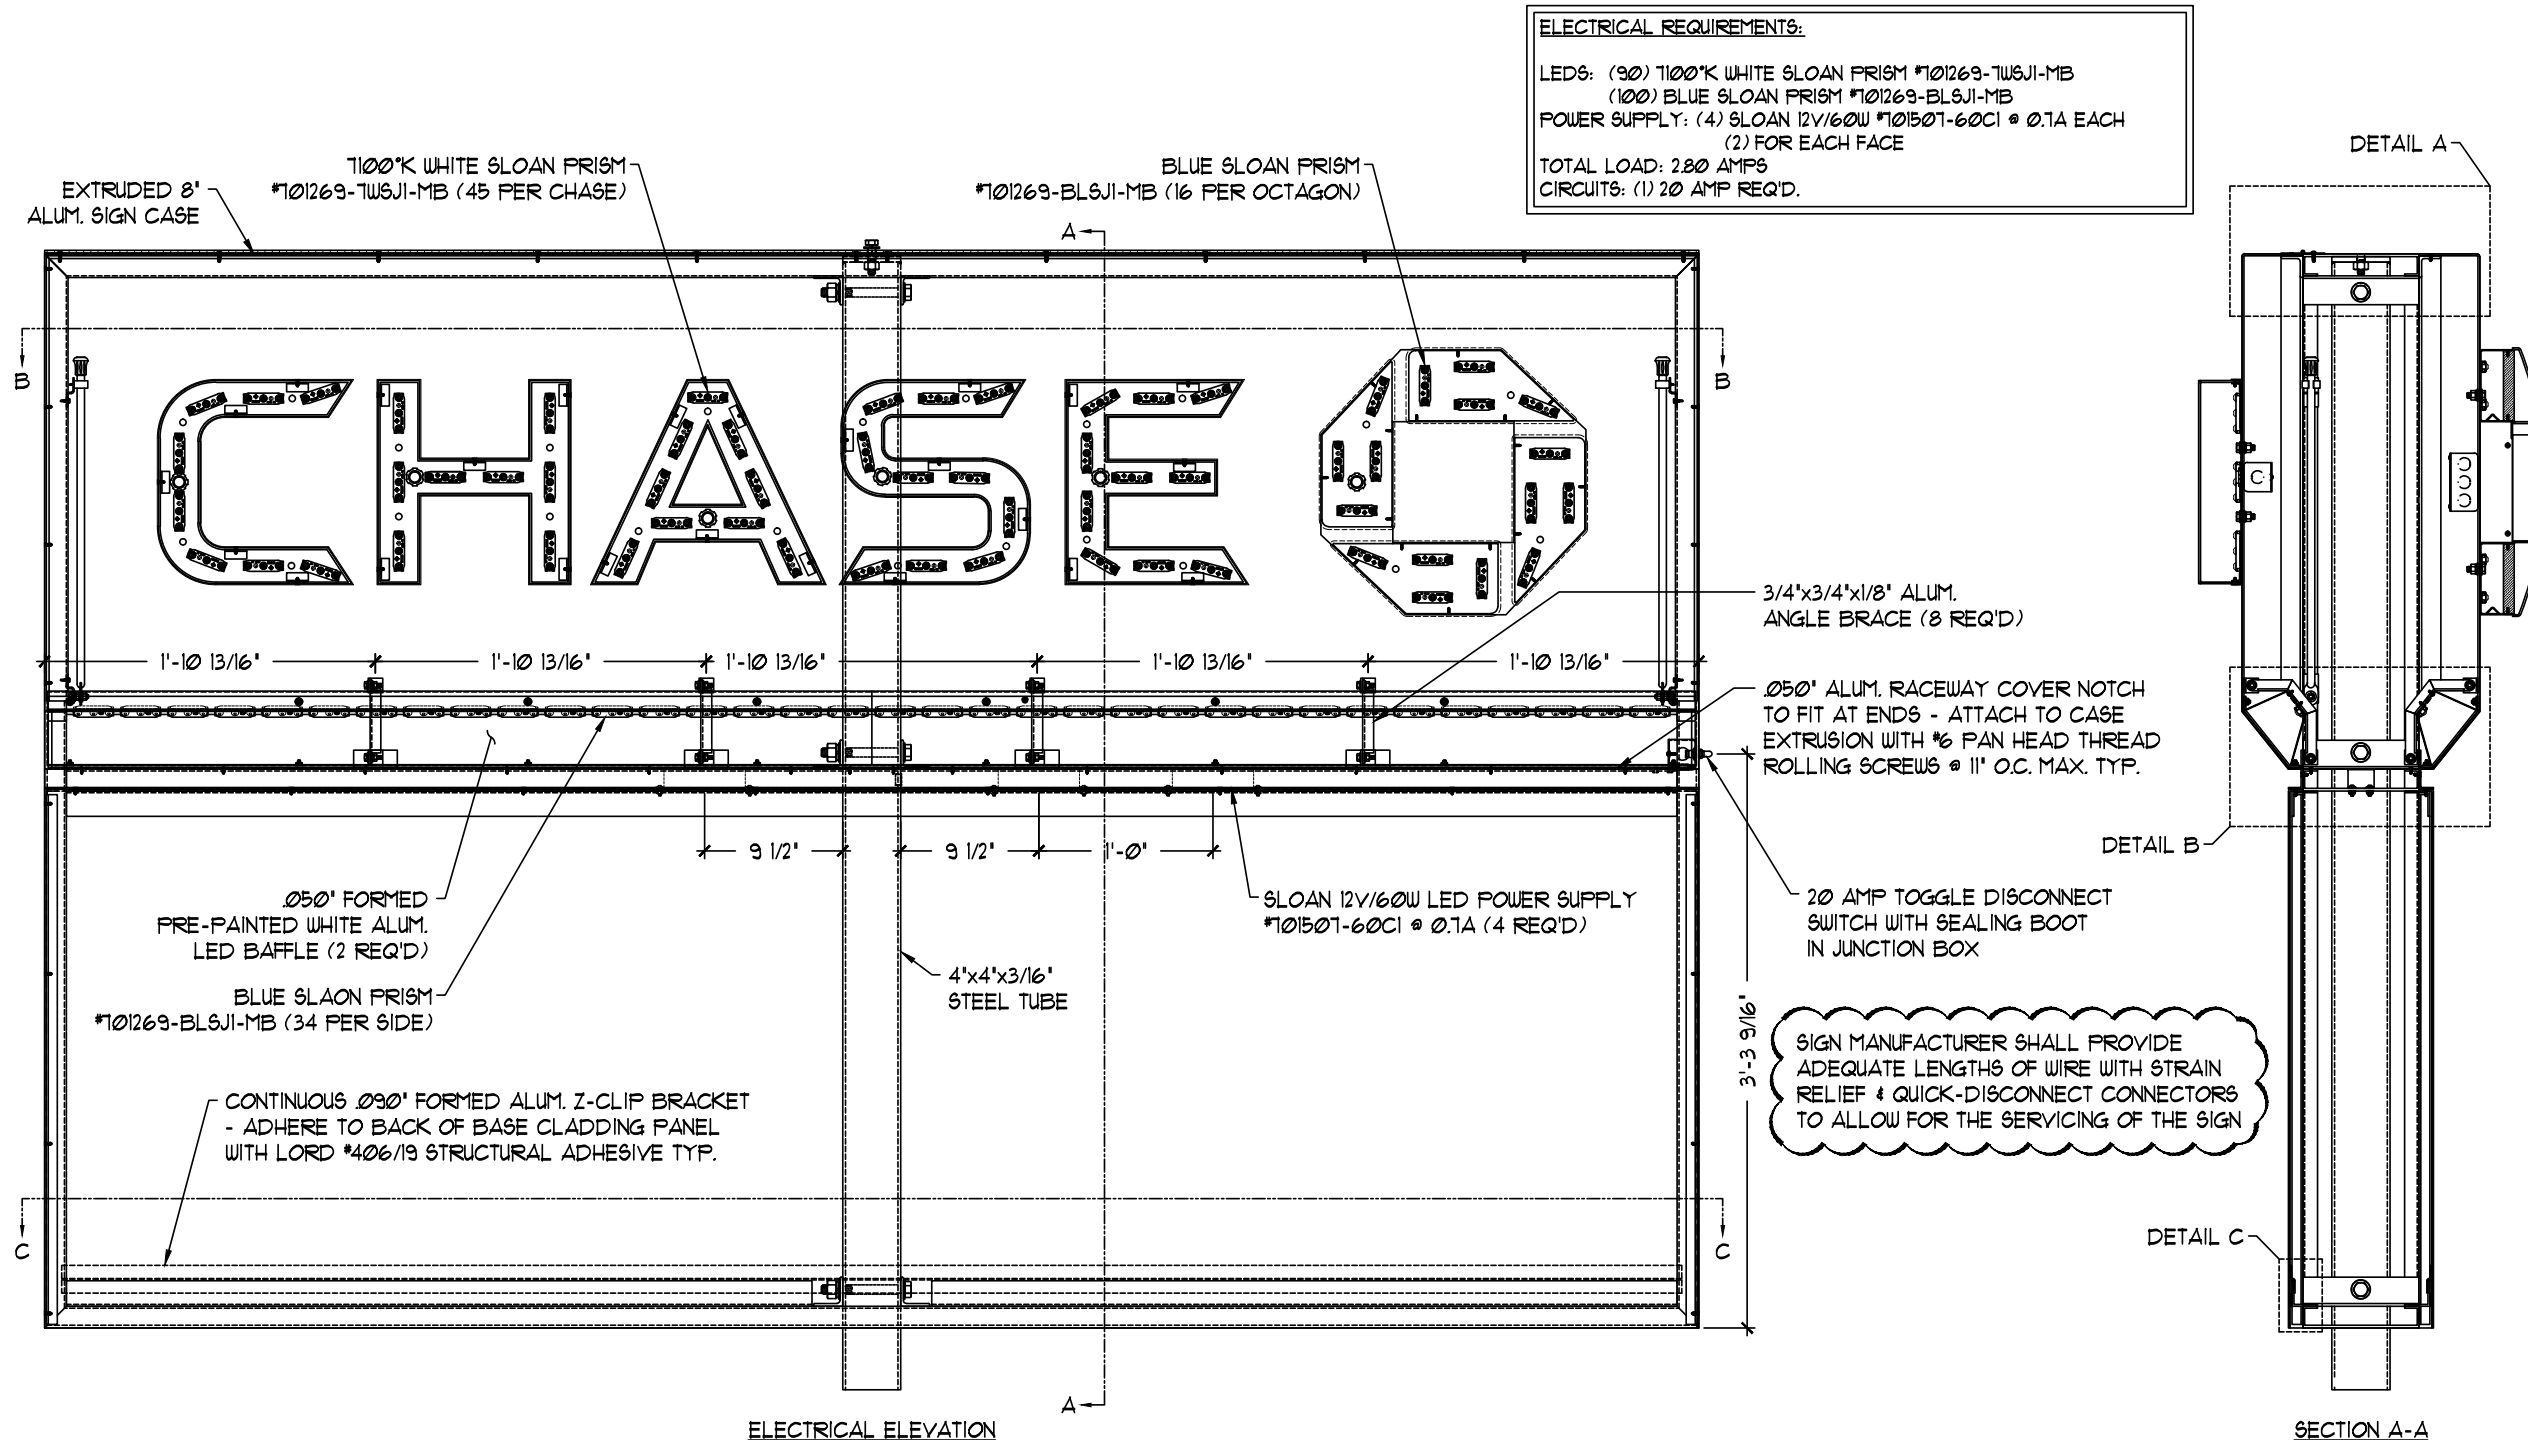 ELECTRICAL REQUIREMENTS:
LEDS: (90) 7100°K WHITE SLOAN PRISM #701269-7WSJ1-MB
(100) BLUE SLOAN PRISM #701269-BLSJ1-MB
POWER SUPPLY: (4) SLOAN 12V/60W #701507-60C1 @ 0.7A EACH
(2) FOR EACH FACE
TOTAL LOAD: 2.80 AMPS
CIRCUITS: (1) 20 AMP REQ'D.
DETAIL A
7100°K WHITE SLOAN PRISM
#701269-7WSJ1-MB (45 PER CHASE)
BLUE SLOAN PRISM
#701269-BLSJ1-MB (16 PER OCTAGON)
EXTRUDED 8"
ALUM. SIGN CASE
A
B
B
CHASE
3/4"x3/4"x1/8" ALUM.
ANGLE BRACE (8 REQ'D)
1'-10 13/16"
1'-10 13/16"
1'-10 13/16"
1'-10 13/16"
1'-10 13/16"
.050" ALUM. RACEWAY COVER NOTCH
TO FIT AT ENDS - ATTACH TO CASE
EXTRUSION WITH #6 PAN HEAD THREAD
ROLLING SCREWS @ 11" O.C. MAX. TYP.
DETAIL B
9 1/2"
9 1/2"
1'-0"
.050" FORMED
PRE-PAINTED WHITE ALUM.
LED BAFFLE (2 REQ'D)
SLOAN 12V/60W LED POWER SUPPLY
#701507-60C1 @ 0.7A (4 REQ'D)
20 AMP TOGGLE DISCONNECT
SWITCH WITH SEALING BOOT
IN JUNCTION BOX
BLUE SLAON PRISM
#701269-BLSJ1-MB (34 PER SIDE)
4"x4"x3/16"
STEEL TUBE
3'-3 9/16"
SIGN MANUFACTURER SHALL PROVIDE
ADEQUATE LENGTHS OF WIRE WITH STRAIN
RELIEF & QUICK-DISCONNECT CONNECTORS
TO ALLOW FOR THE SERVICING OF THE SIGN
CONTINUOUS .090" FORMED ALUM. Z-CLIP BRACKET
- ADHERE TO BACK OF BASE CLADDING PANEL
WITH LORD #406/19 STRUCTURAL ADHESIVE TYP.
C
C
DETAIL C
A
ELECTRICAL ELEVATION
SECTION A-A